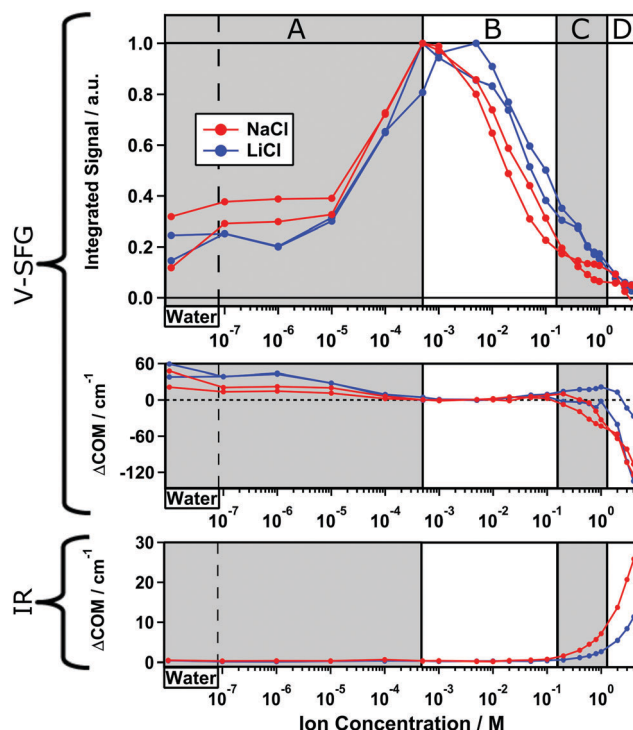 A B C D
V-SFG
Integrated Signal / a.u.
1.0
0.8
0.6
0.4
0.2
0.0
NaCl
LiCl
Water
10⁻⁷ 10⁻⁶ 10⁻⁵ 10⁻⁴ 10⁻³ 10⁻² 10⁻¹ 10⁰
ΔCOM / cm⁻¹
60
0
-60
-120
Water
10⁻⁷ 10⁻⁶ 10⁻⁵ 10⁻⁴ 10⁻³ 10⁻² 10⁻¹ 10⁰
IR
ΔCOM / cm⁻¹
30
20
10
0
Water
10⁻⁷ 10⁻⁶ 10⁻⁵ 10⁻⁴ 10⁻³ 10⁻² 10⁻¹ 10⁰
Ion Concentration / M